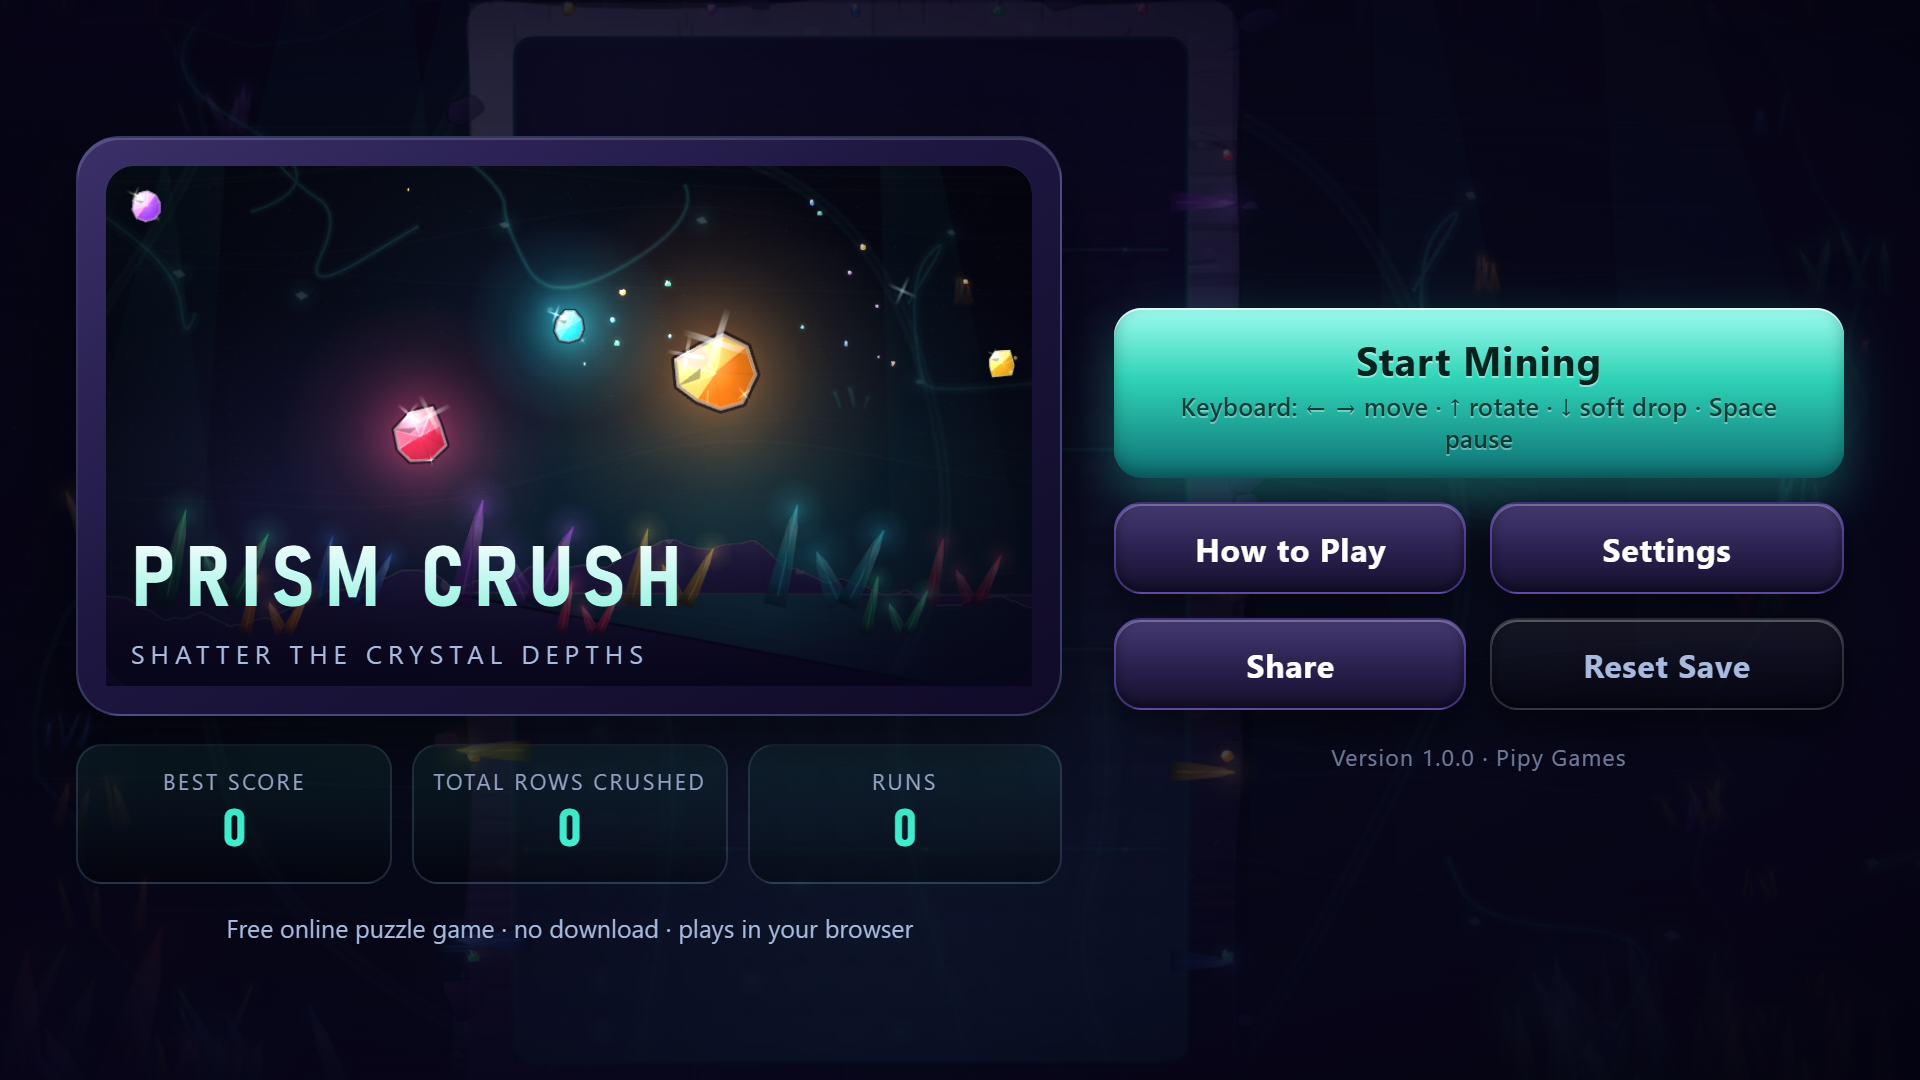 PRISM CRUSH
SHATTER THE CRYSTAL DEPTHS
BEST SCORE
0
TOTAL ROWS CRUSHED
0
RUNS
0
Free online puzzle game · no download · plays in your browser
Start Mining
Keyboard: ← → move · ↑ rotate · ↓ soft drop · Space
pause
How to Play
Settings
Share
Reset Save
Version 1.0.0 · Pipy Games